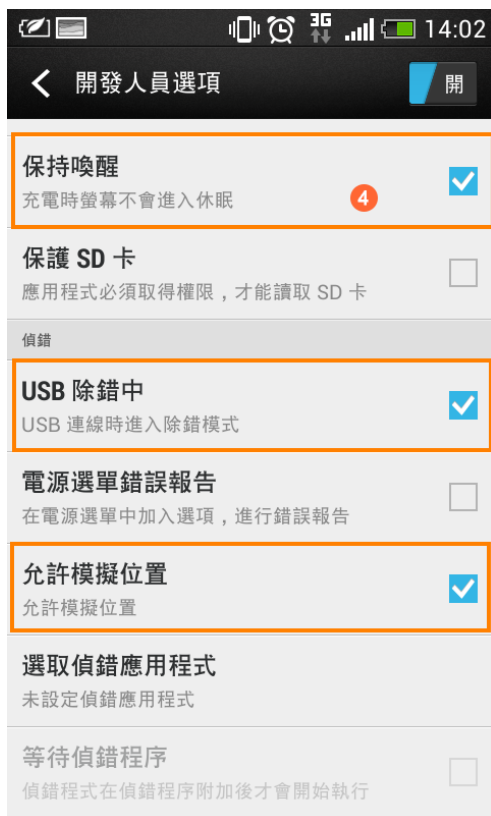 3G 14:02
開發人員選項 開
保持喚醒
充電時螢幕不會進入休眠
4
保護 SD 卡
應用程式必須取得權限，才能讀取 SD 卡
偵錯
USB 除錯中
USB 連線時進入除錯模式
電源選單錯誤報告
在電源選單中加入選項，進行錯誤報告
允許模擬位置
允許模擬位置
選取偵錯應用程式
未設定偵錯應用程式
等待偵錯程序
偵錯程式在偵錯程序附加後才會開始執行